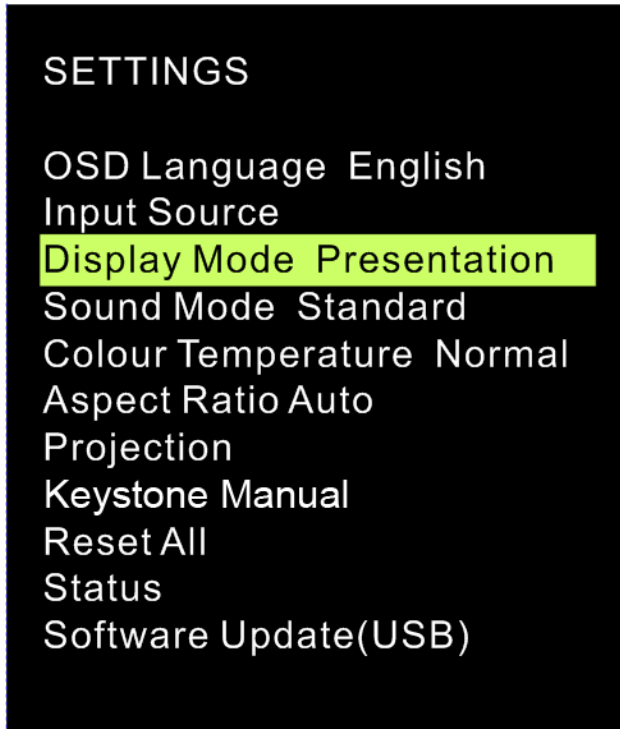 SETTINGS
OSD Language English
Input Source
Display Mode Presentation
Sound Mode Standard
Colour Temperature Normal
Aspect Ratio Auto
Projection
Keystone Manual
Reset All
Status
Software Update(USB)